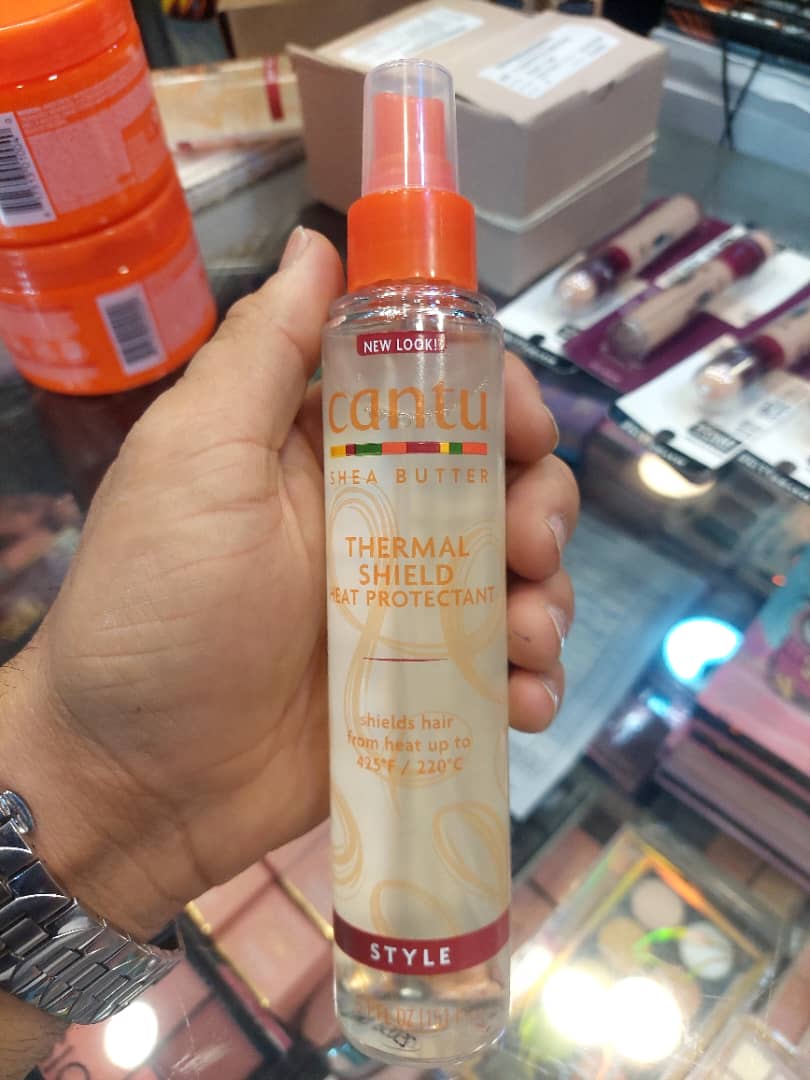 NEW LOOK!
cantu
SHEA BUTTER
THERMAL
SHIELD
HEAT PROTECTANT
shields hair
from heat up to
425°F / 220°C
STYLE